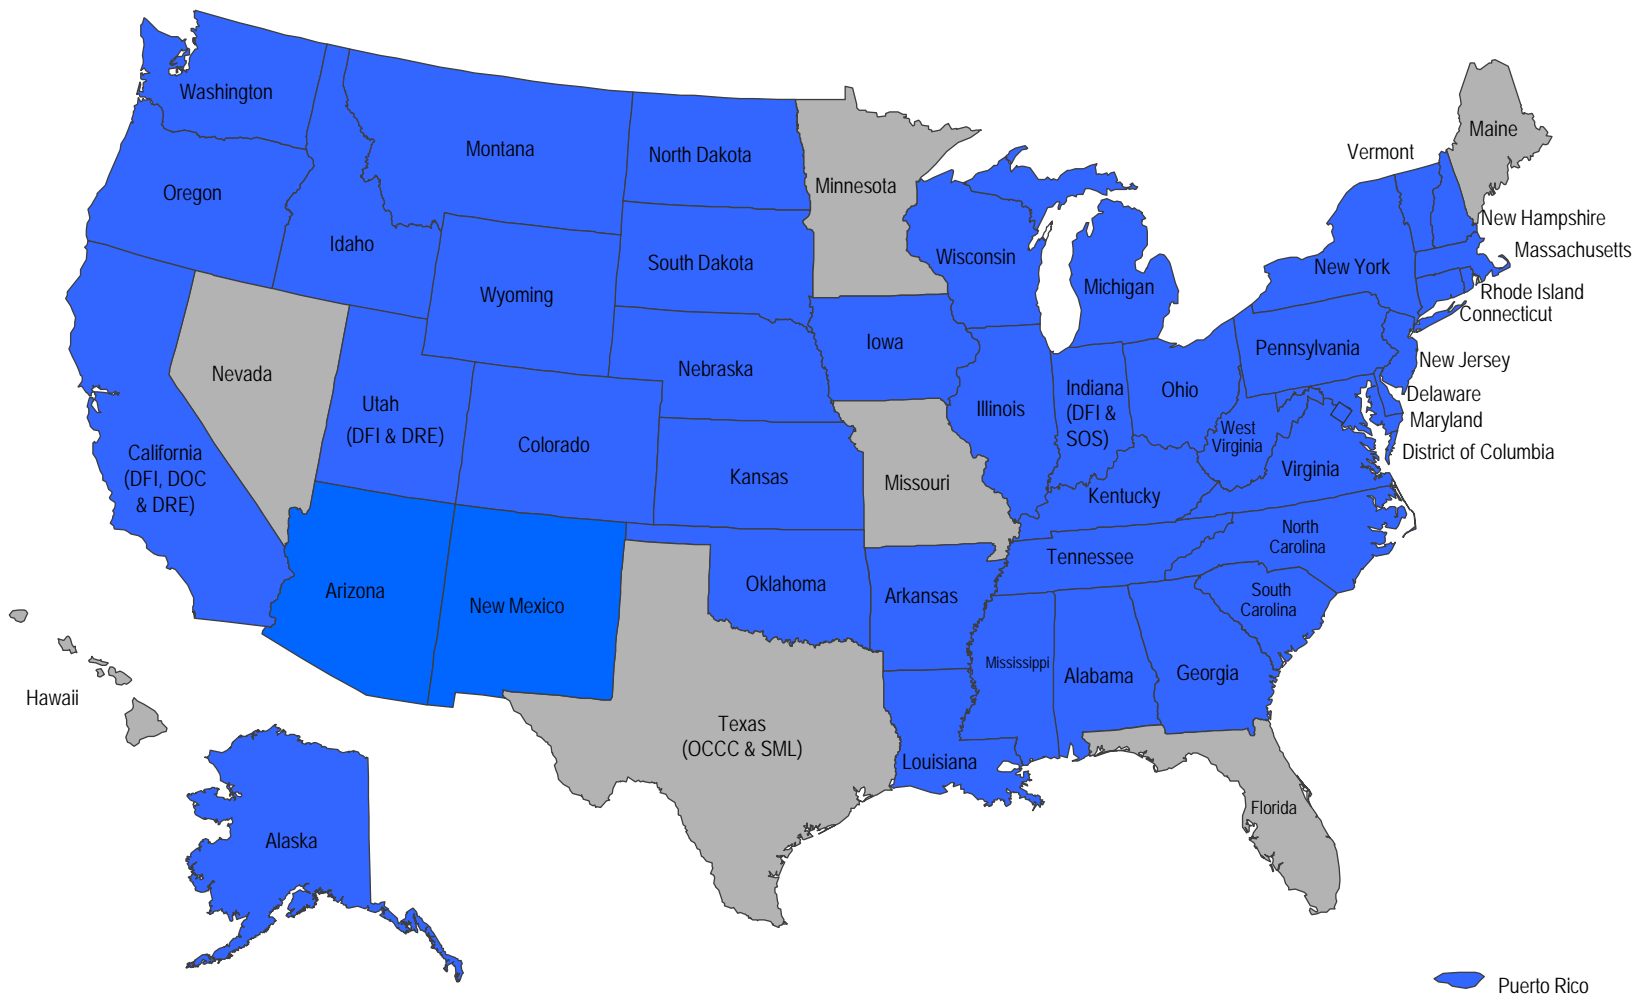 Washington
Montana
North Dakota
Minnesota
Maine
Vermont
Oregon
Idaho
New Hampshire
Massachusetts
South Dakota
Wisconsin
New York
Michigan
Wyoming
Rhode Island
Connecticut
Iowa
Pennsylvania
New Jersey
Nevada
Nebraska
Utah
(DFI & DRE)
Indiana
(DFI &
SOS)
Ohio
Delaware
Illinois
Maryland
West
Virginia
District of Columbia
Colorado
California
(DFI, DOC
& DRE)
Kansas
Missouri
Virginia
Kentucky
North
Carolina
Tennessee
Arizona
New Mexico
Oklahoma
Arkansas
South
Carolina
Mississippi
Alabama
Georgia
Hawaii
Texas
(OCCC & SML)
Louisiana
Florida
Alaska
Puerto Rico